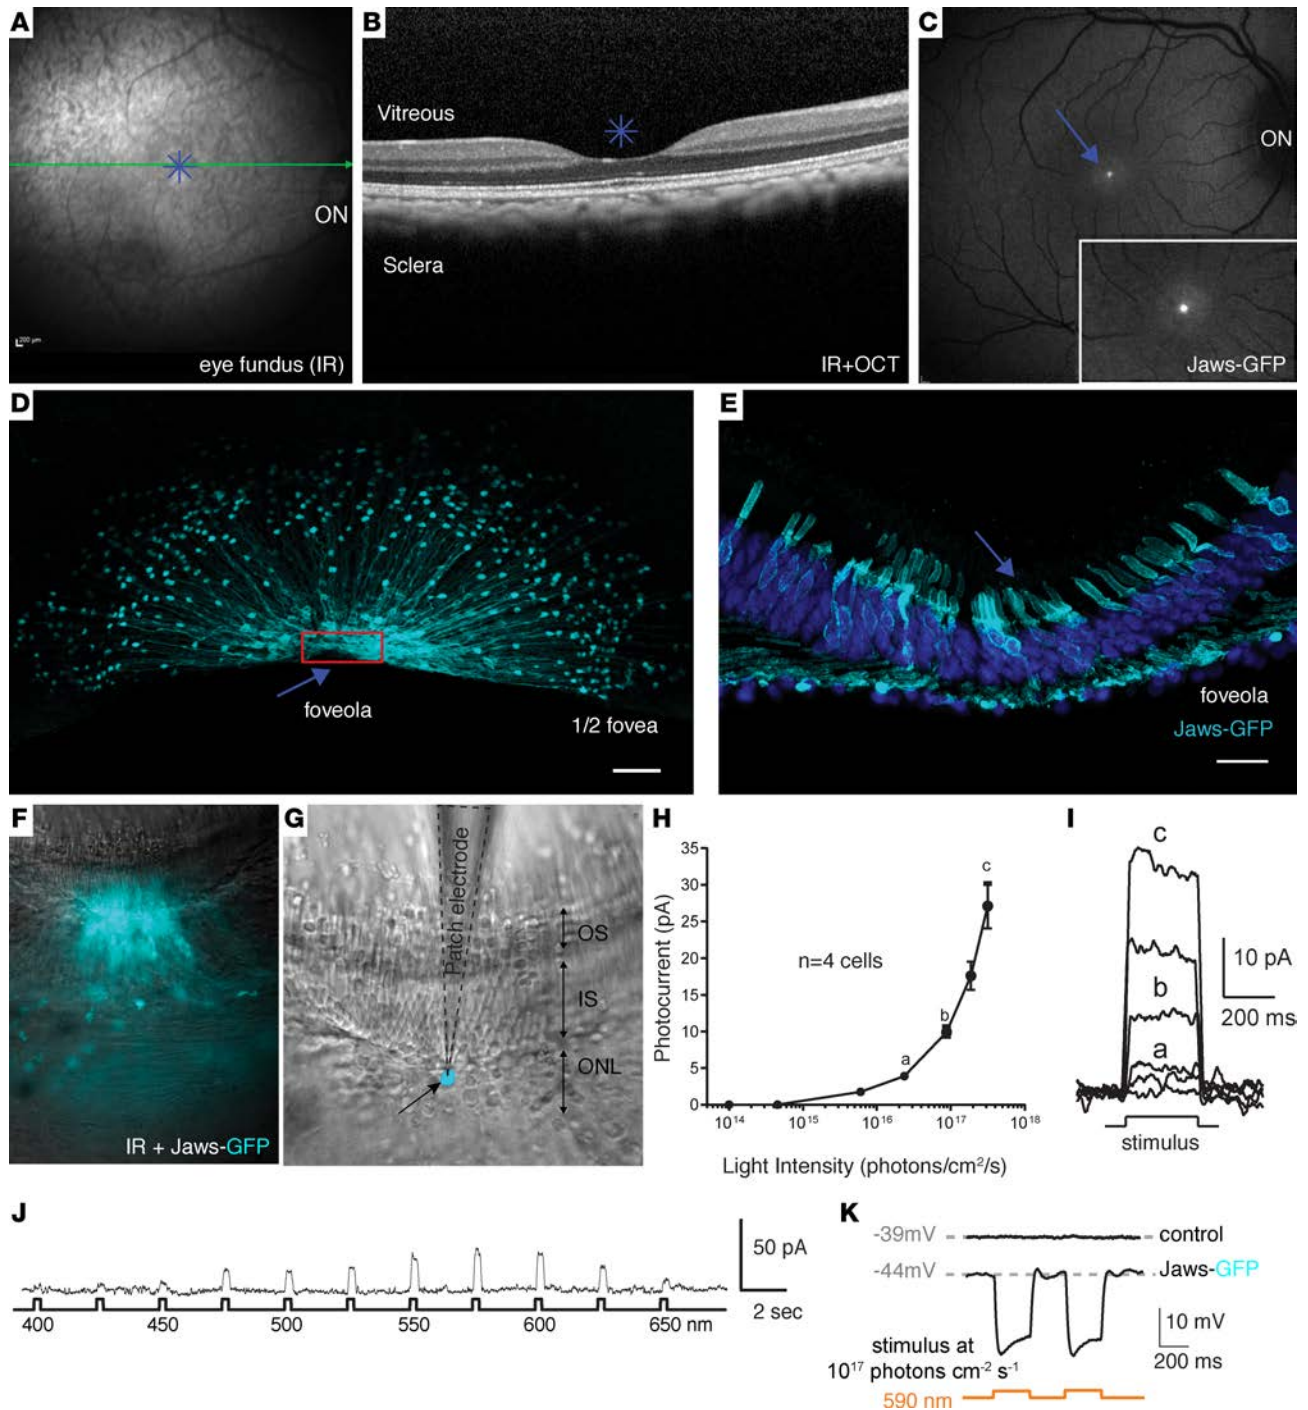 A
ON
200 µm
eye fundus (IR)
B
Vitreous
Sclera
IR+OCT
C
ON
Jaws-GFP
D
foveola
1/2 fovea
E
foveola
Jaws-GFP
F
IR + Jaws-GFP
G
Patch electrode
OS
IS
ONL
H
35
30
25
20
15
10
5
0
Photocurrent (pA)
n=4 cells
a
b
c
10¹⁴
10¹⁵
10¹⁶
10¹⁷
10¹⁸
Light Intensity (photons/cm²/s)
I
c
b
a
10 pA
200 ms
stimulus
J
50 pA
2 sec
400
450
500
550
600
650 nm
K
-39mV
control
-44mV
Jaws-GFP
10 mV
200 ms
stimulus at
10¹⁷ photons cm⁻² s⁻¹
590 nm